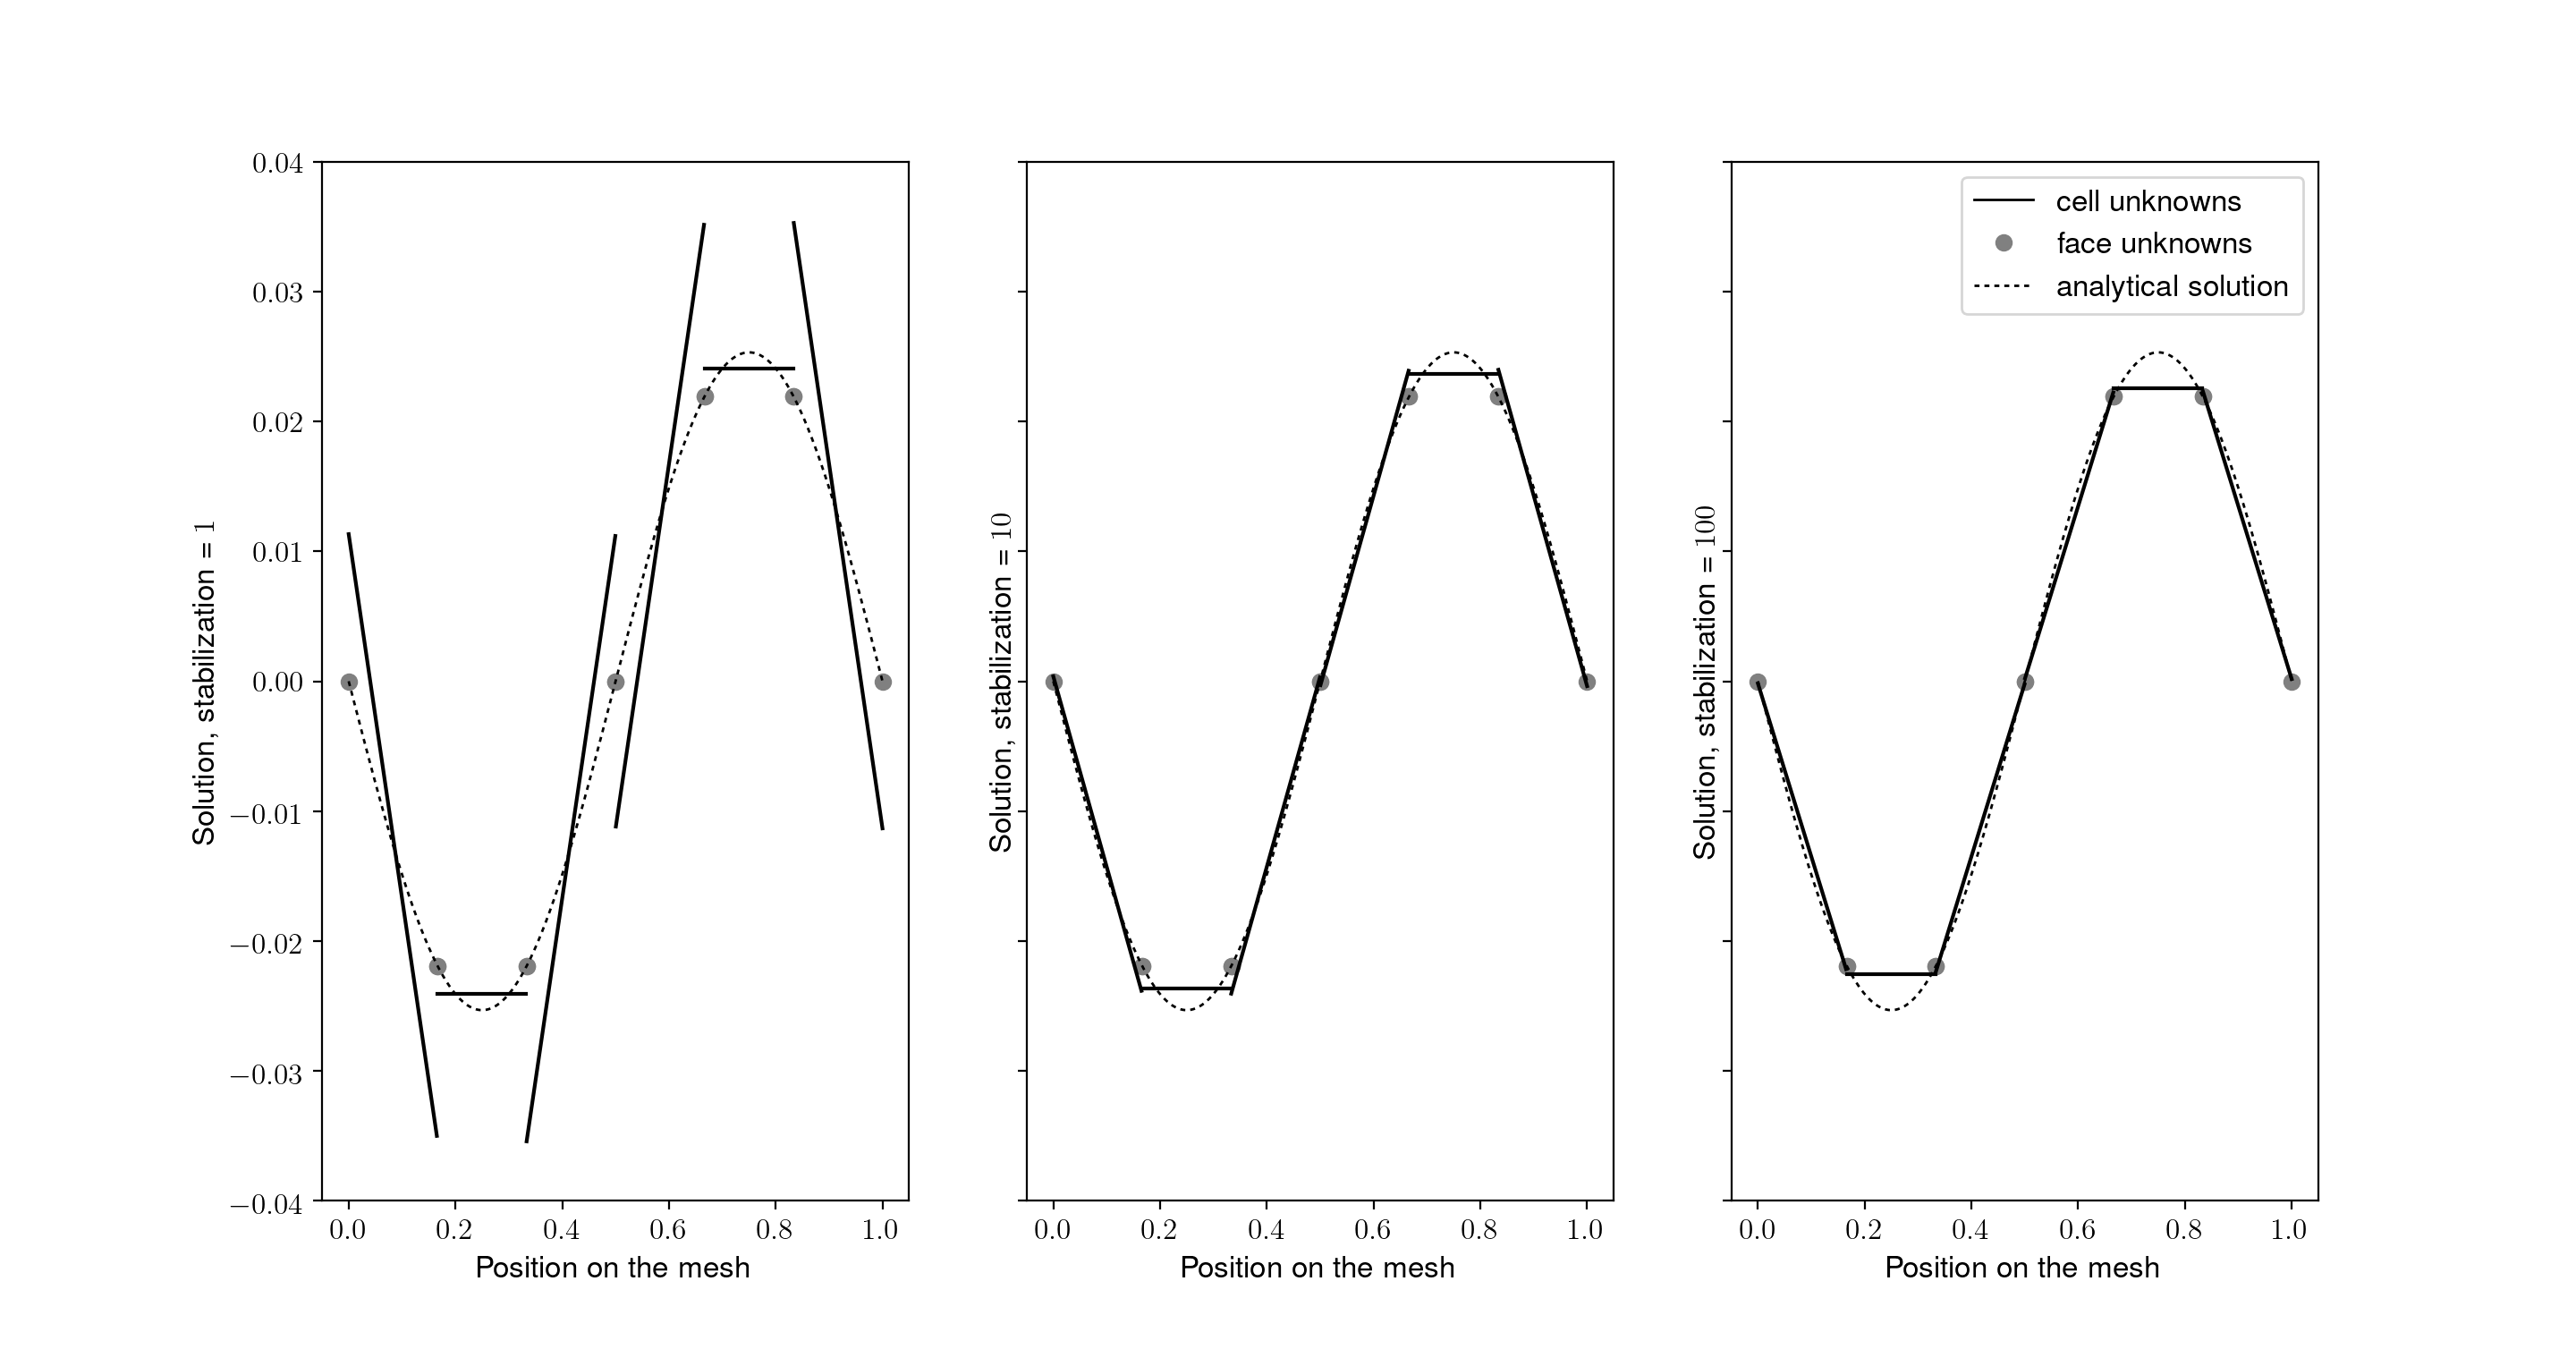 Solution, stabilization = 1
0.04
0.03
0.02
0.01
0.00
−0.01
−0.02
−0.03
−0.04
0.0 0.2 0.4 0.6 0.8 1.0
Position on the mesh
Solution, stabilization = 10
0.0 0.2 0.4 0.6 0.8 1.0
Position on the mesh
Solution, stabilization = 100
cell unknowns
face unknowns
analytical solution
0.0 0.2 0.4 0.6 0.8 1.0
Position on the mesh